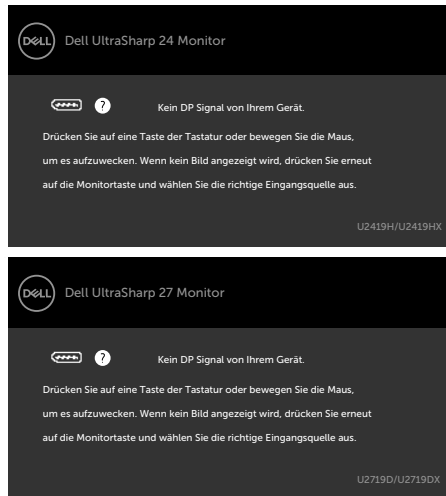 DELL Dell UltraSharp 24 Monitor
? Kein DP Signal von Ihrem Gerät.
Drücken Sie auf eine Taste der Tastatur oder bewegen Sie die Maus,
um es aufzuwecken. Wenn kein Bild angezeigt wird, drücken Sie erneut
auf die Monitortaste und wählen Sie die richtige Eingangsquelle aus.
U2419H/U2419HX
DELL Dell UltraSharp 27 Monitor
? Kein DP Signal von Ihrem Gerät.
Drücken Sie auf eine Taste der Tastatur oder bewegen Sie die Maus,
um es aufzuwecken. Wenn kein Bild angezeigt wird, drücken Sie erneut
auf die Monitortaste und wählen Sie die richtige Eingangsquelle aus.
U2719D/U2719DX